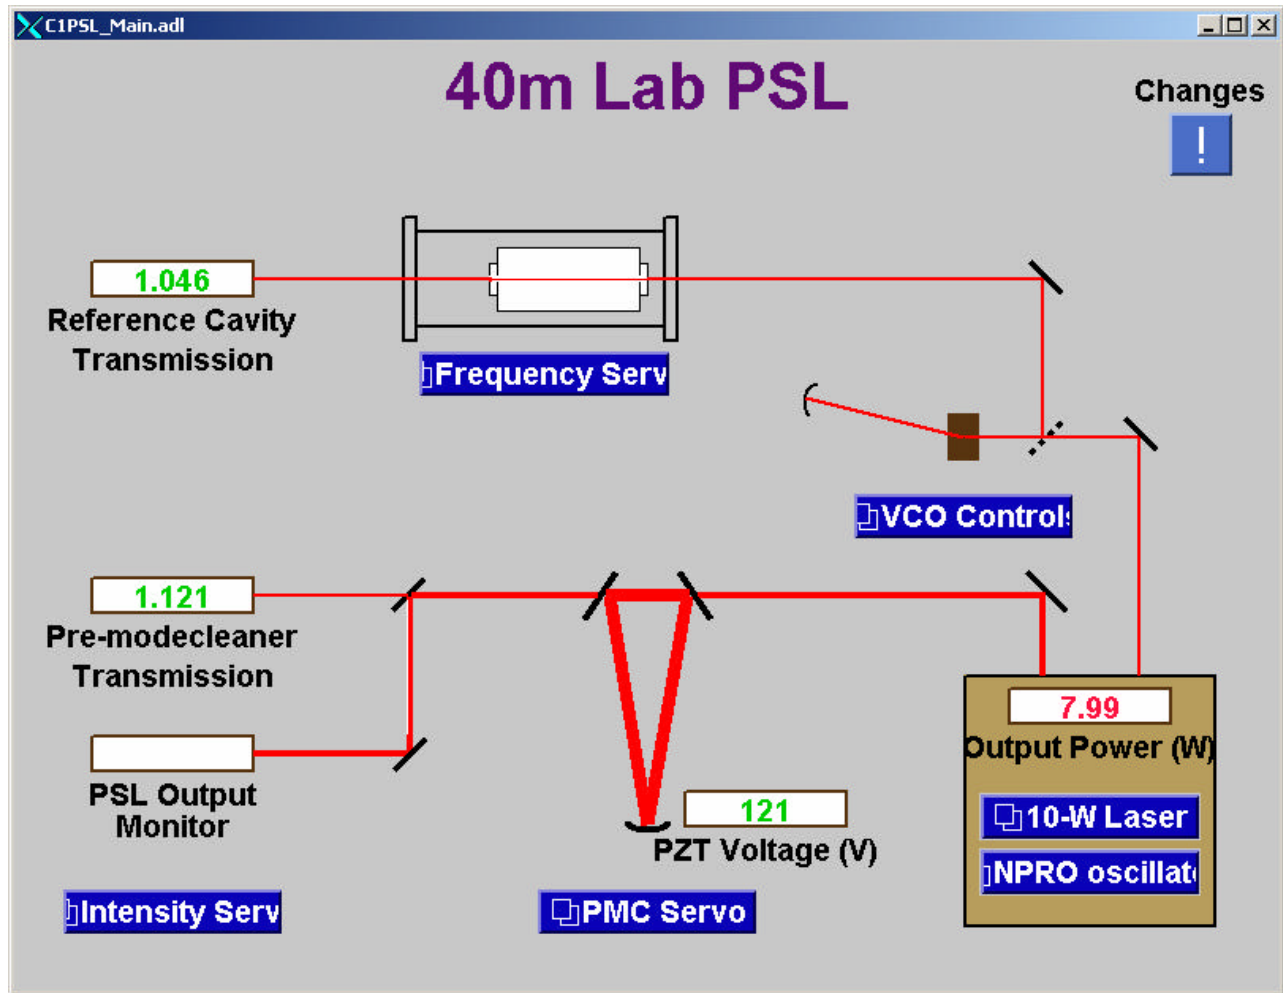 C1PSL_Main.adl
40m Lab PSL
Changes
!
1.046
Reference Cavity
Transmission
Frequency Serv
VCO Controls
1.121
Pre-modecleaner
Transmission
7.99
Output Power (W)
PSL Output
Monitor
121
PZT Voltage (V)
10-W Laser
NPRO oscillat
Intensity Serv
PMC Servo